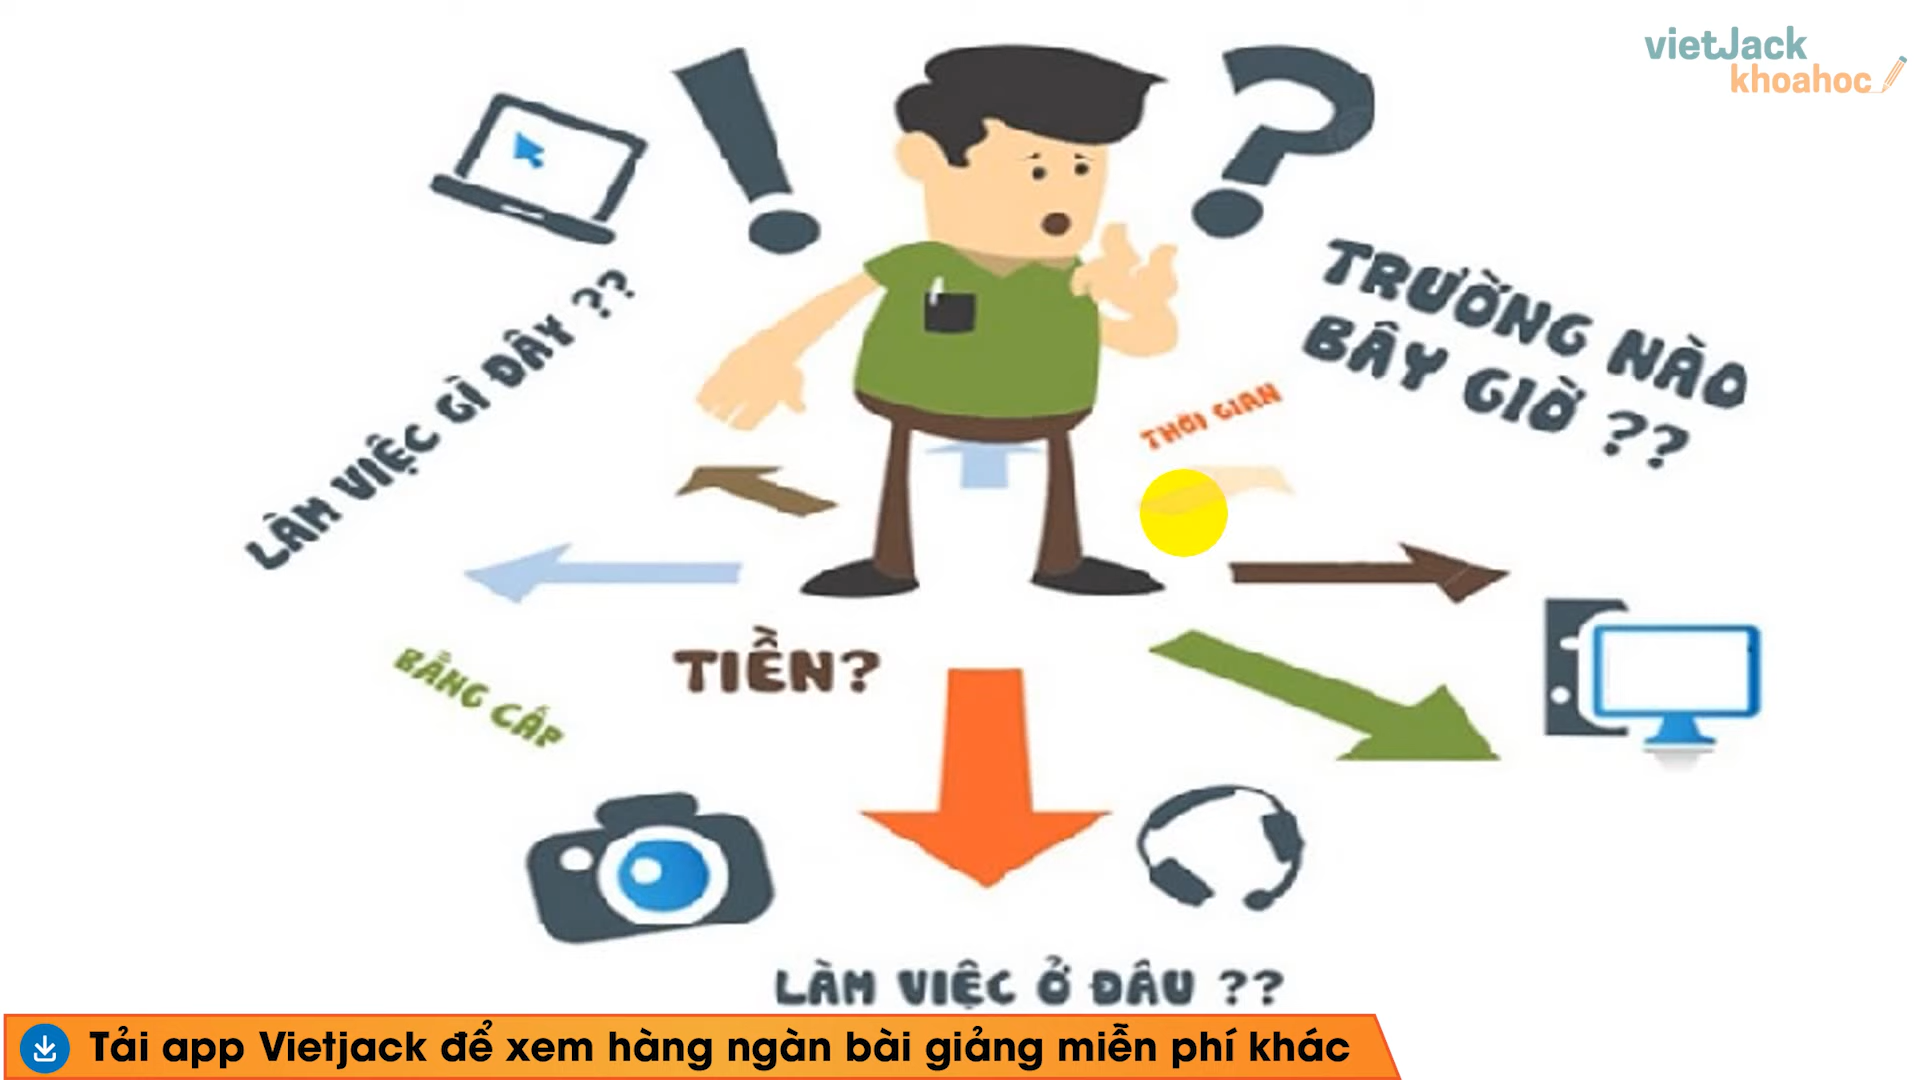 vietJack
khoahoc
LÀM VIỆC GÌ ĐÂY ??
TRƯỜNG NÀO
BÂY GIỜ ??
THỜI GIAN
BẰNG CẤP
TIỀN?
LÀM VIỆC Ở ĐÂU ??
Tải app Vietjack để xem hàng ngàn bài giảng miễn phí khác